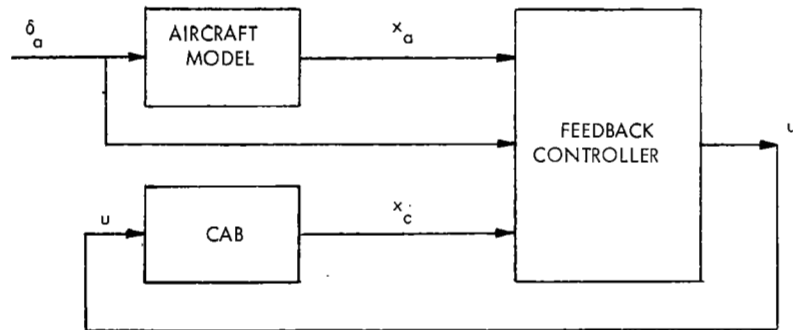 δa
AIRCRAFT
MODEL
xa
FEEDBACK
CONTROLLER
u
u
CAB
xc